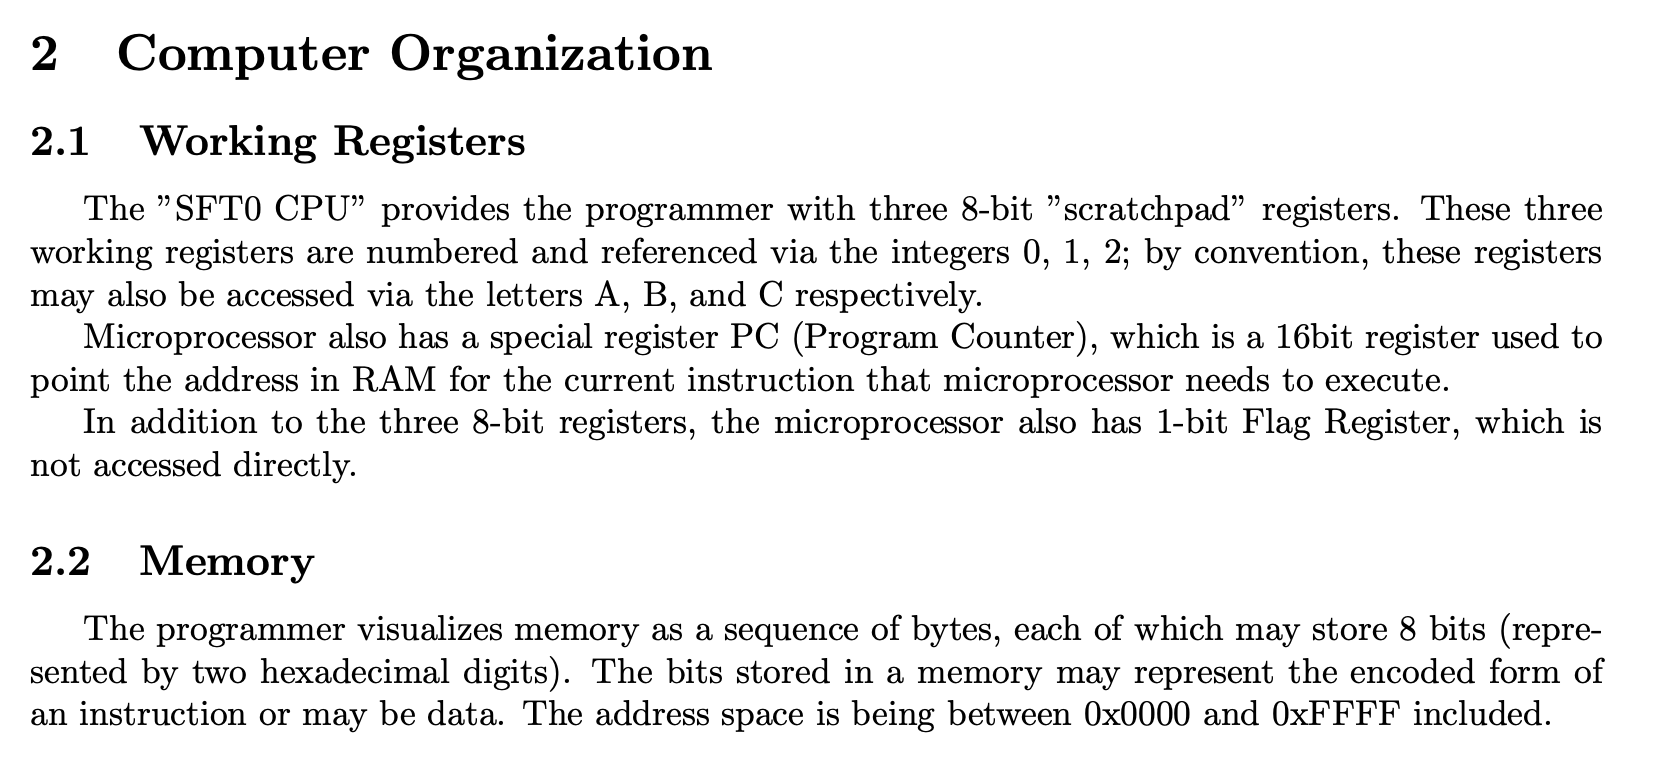 2 Computer Organization
2.1 Working Registers
The ”SFT0 CPU” provides the programmer with three 8-bit ”scratchpad” registers. These three
working registers are numbered and referenced via the integers 0, 1, 2; by convention, these registers
may also be accessed via the letters A, B, and C respectively.
Microprocessor also has a special register PC (Program Counter), which is a 16bit register used to
point the address in RAM for the current instruction that microprocessor needs to execute.
In addition to the three 8-bit registers, the microprocessor also has 1-bit Flag Register, which is
not accessed directly.
2.2 Memory
The programmer visualizes memory as a sequence of bytes, each of which may store 8 bits (repre-
sented by two hexadecimal digits). The bits stored in a memory may represent the encoded form of
an instruction or may be data. The address space is being between 0x0000 and 0xFFFF included.